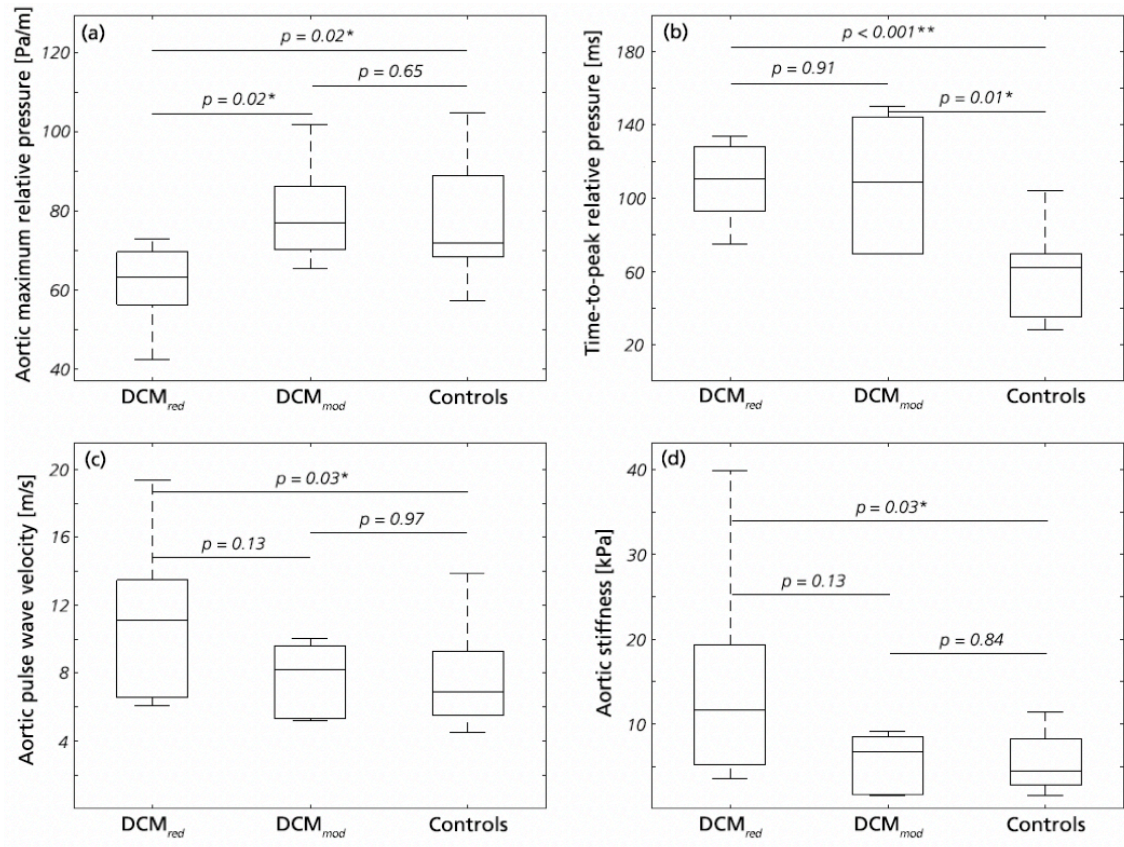 (a)
Aortic maximum relative pressure [Pa/m]
120
100
80
60
40
p = 0.02*
p = 0.65
p = 0.02*
DCMred
DCMmod
Controls
(b)
Time-to-peak relative pressure [ms]
180
140
100
60
20
p < 0.001**
p = 0.91
p = 0.01*
DCMred
DCMmod
Controls
(c)
Aortic pulse wave velocity [m/s]
20
16
12
8
4
p = 0.03*
p = 0.97
p = 0.13
DCMred
DCMmod
Controls
(d)
Aortic stiffness [kPa]
40
30
20
10
p = 0.03*
p = 0.13
p = 0.84
DCMred
DCMmod
Controls